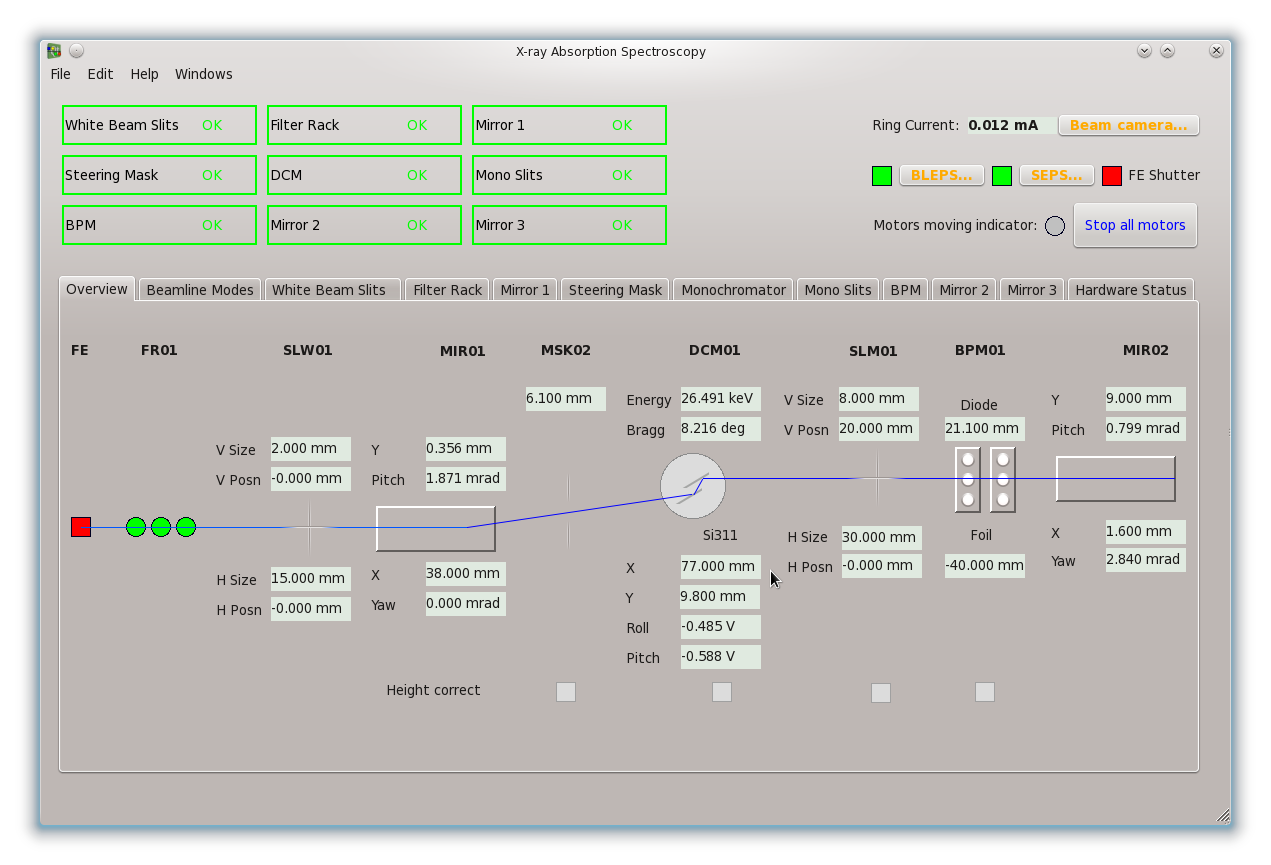 X-ray Absorption Spectroscopy
File Edit Help Windows
White Beam Slits OK Filter Rack OK Mirror 1 OK Ring Current: 0.012 mA Beam camera...
Steering Mask OK DCM OK Mono Slits OK BLEPS... SEPS... FE Shutter
BPM OK Mirror 2 OK Mirror 3 OK Motors moving indicator: Stop all motors
Overview Beamline Modes White Beam Slits Filter Rack Mirror 1 Steering Mask Monochromator Mono Slits BPM Mirror 2 Mirror 3 Hardware Status
FE FR01 SLW01 MIR01 MSK02 DCM01 SLM01 BPM01 MIR02
6.100 mm Energy 26.491 keV V Size 8.000 mm Diode Y 9.000 mm
Bragg 8.216 deg V Posn 20.000 mm 21.100 mm Pitch 0.799 mrad
V Size 2.000 mm Y 0.356 mm
V Posn -0.000 mm Pitch 1.871 mrad
Si311 H Size 30.000 mm Foil X 1.600 mm
H Posn -0.000 mm -40.000 mm Yaw 2.840 mrad
H Size 15.000 mm X 38.000 mm X 77.000 mm
H Posn -0.000 mm Yaw 0.000 mrad Y 9.800 mm
Roll -0.485 V
Pitch -0.588 V
Height correct